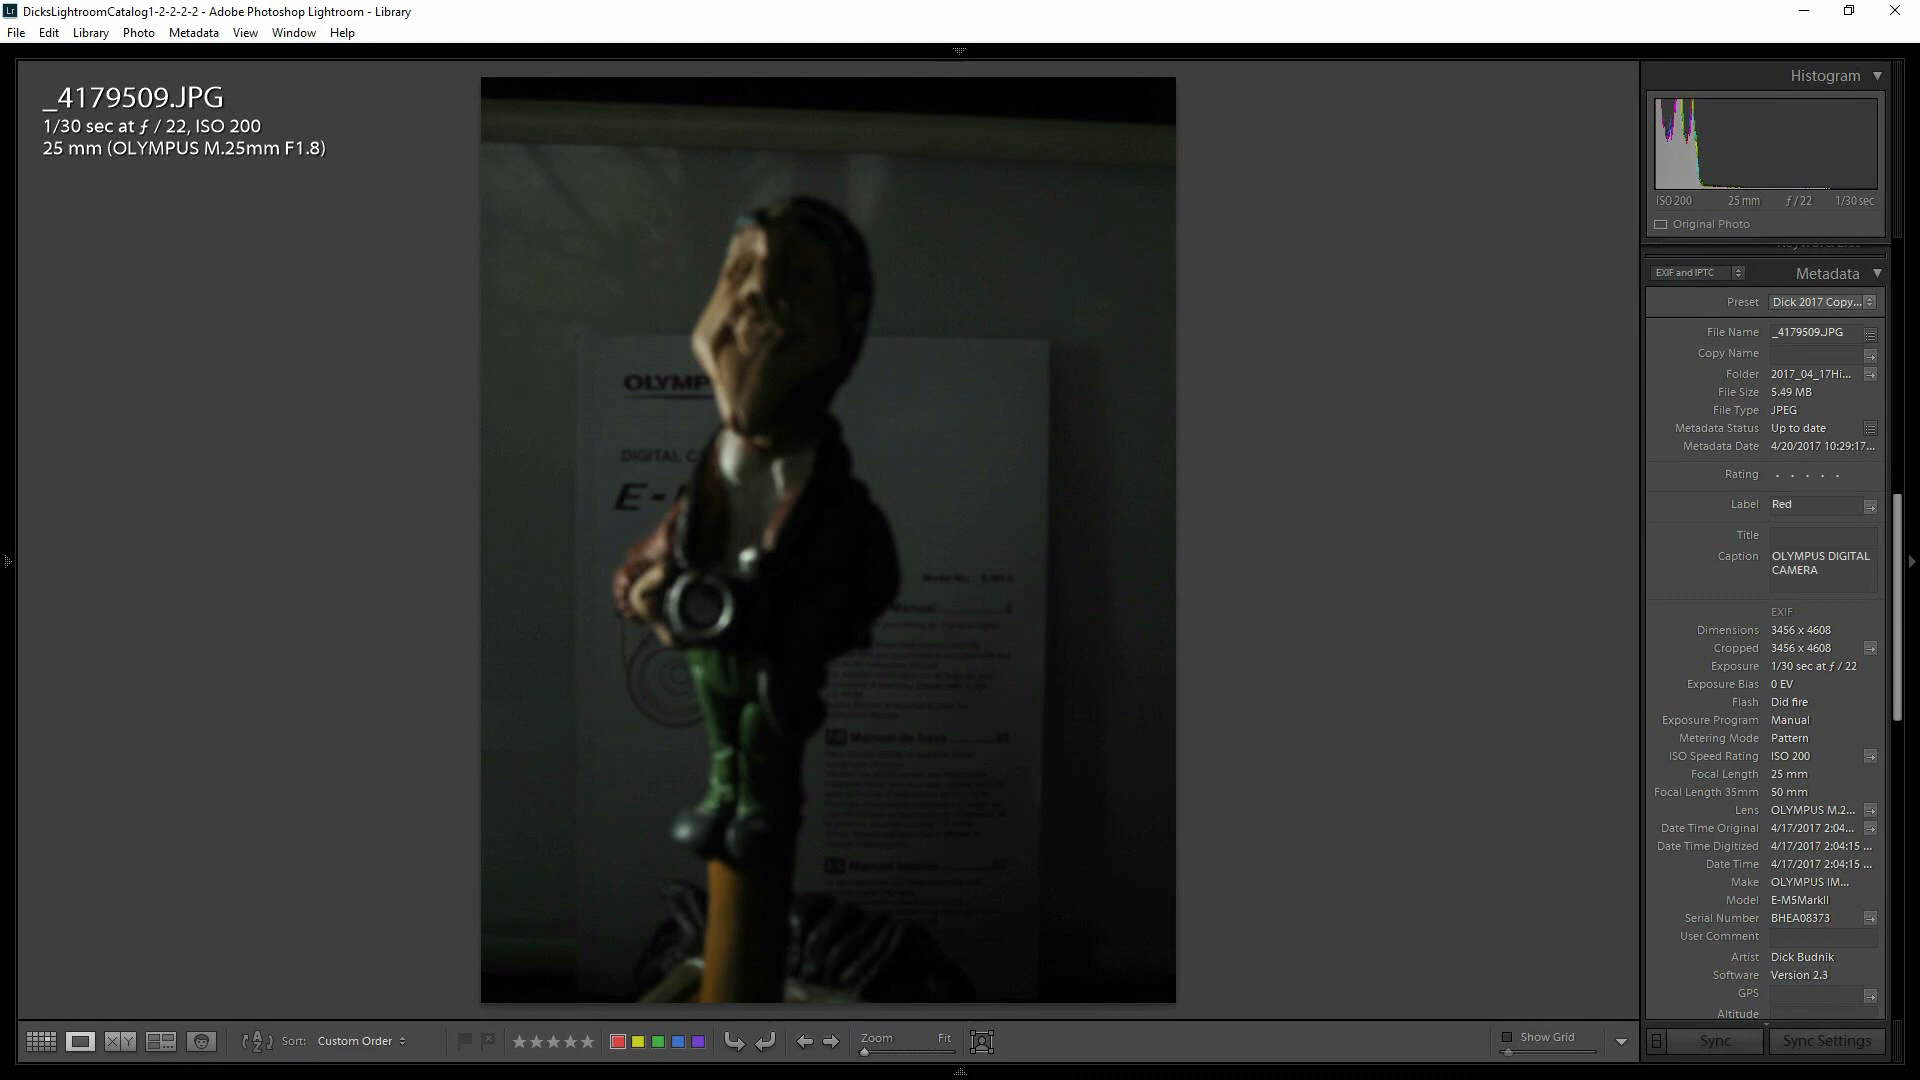 DicksLightroomCatalog1-2-2-2-2 - Adobe Photoshop Lightroom - Library
File Edit Library Photo Metadata View Window Help
_4179509.JPG
1/30 sec at ƒ / 22, ISO 200
25 mm (OLYMPUS M.25mm F1.8)
OLYMP
DIGITAL C
E-
Manual de base
Histogram
ISO 200 25 mm ƒ / 22 1/30 sec
Original Photo
EXIF and IPTC Metadata
Preset Dick 2017 Copy...
File Name _4179509.JPG
Copy Name
Folder 2017_04_17Hi...
File Size 5.49 MB
File Type JPEG
Metadata Status Up to date
Metadata Date 4/20/2017 10:29:17...
Rating
Label Red
Title
Caption OLYMPUS DIGITAL
CAMERA
EXIF
Dimensions 3456 x 4608
Cropped 3456 x 4608
Exposure 1/30 sec at ƒ / 22
Exposure Bias 0 EV
Flash Did fire
Exposure Program Manual
Metering Mode Pattern
ISO Speed Rating ISO 200
Focal Length 25 mm
Focal Length 35mm 50 mm
Lens OLYMPUS M.2...
Date Time Original 4/17/2017 2:04...
Date Time Digitized 4/17/2017 2:04:15 ...
Date Time 4/17/2017 2:04:15 ...
Make OLYMPUS IM...
Model E-M5MarkII
Serial Number BHEA08373
User Comment
Artist Dick Budnik
Software Version 2.3
GPS
Altitude
Sort: Custom Order
Zoom Fit
Show Grid
Sync Sync Settings